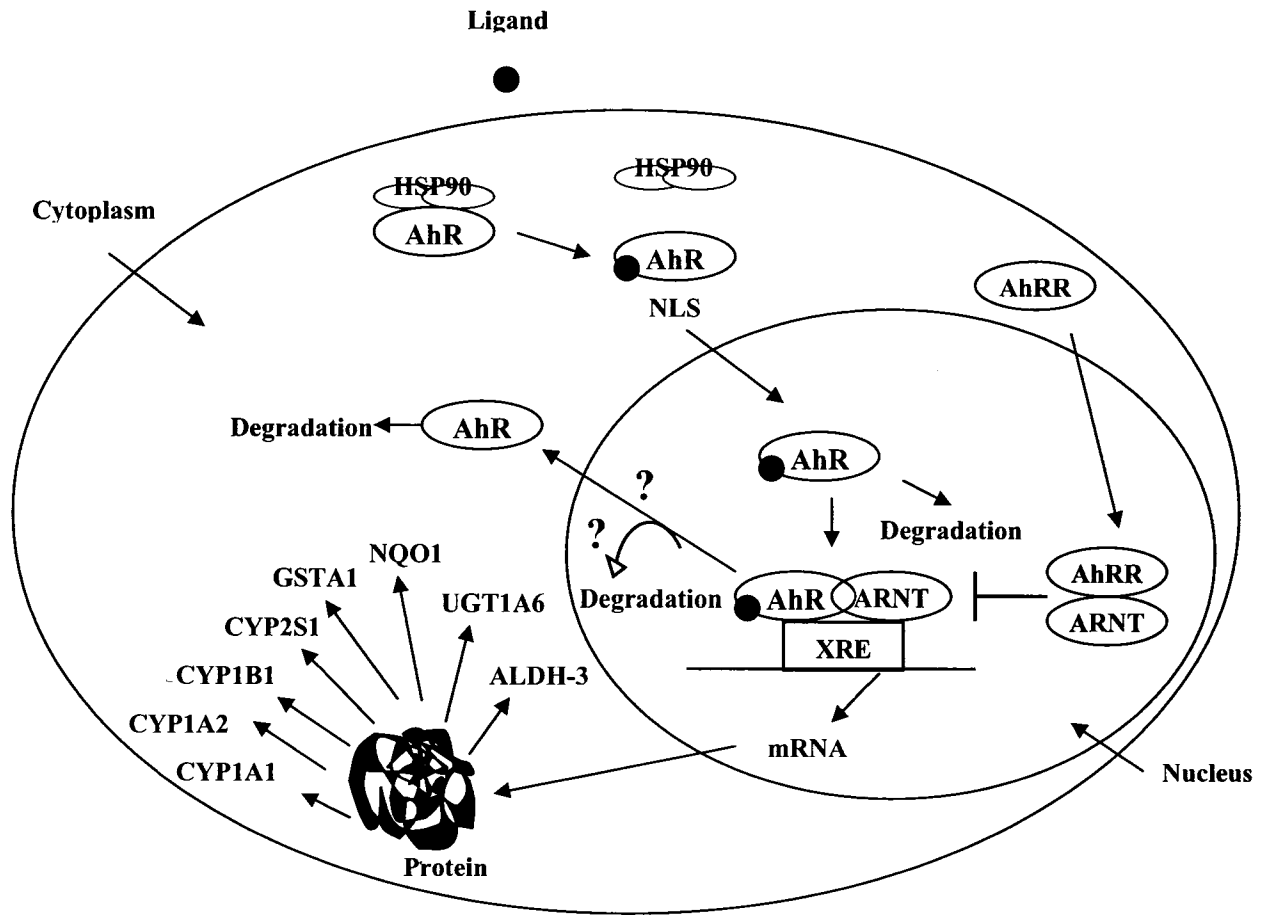 Ligand
HSP90
HSP90
Cytoplasm
AhR
AhR
AhRR
NLS
Degradation
AhR
AhR
?
?
Degradation
NQO1
GSTA1
AhRR
UGT1A6
Degradation
AhR
ARNT
CYP2S1
ARNT
XRE
CYP1B1
ALDH-3
CYP1A2
mRNA
CYP1A1
Nucleus
Protein